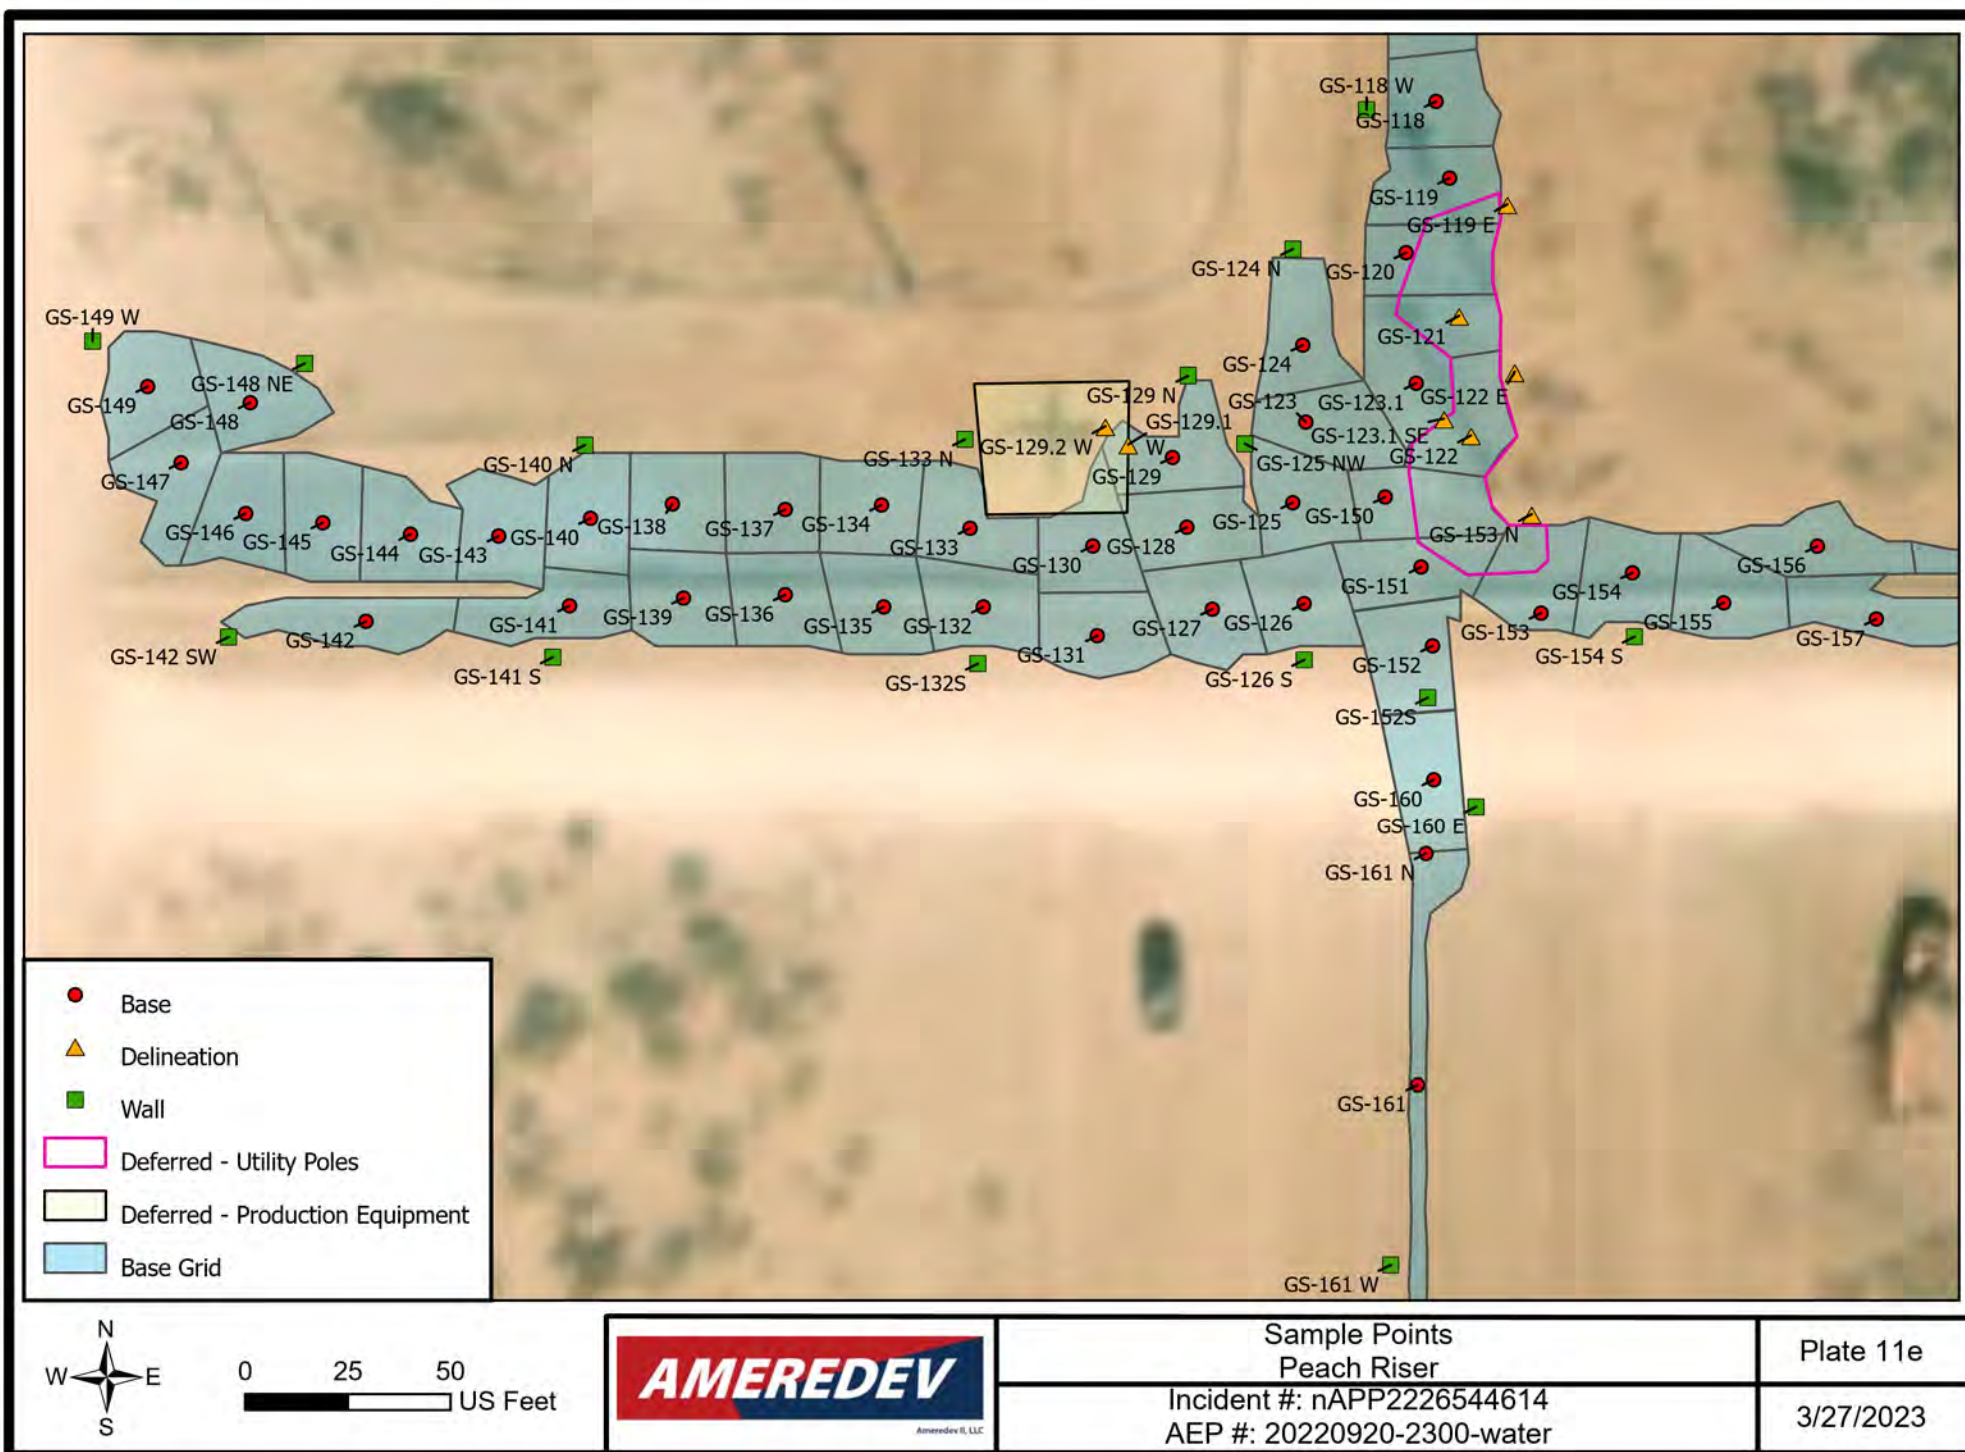 GS-118 W
GS-118
GS-119
GS-119 E
GS-124 N
GS-120
GS-149 W
GS-121
GS-148 NE
GS-124
GS-149
GS-148
GS-129 N
GS-123
GS-123.1
GS-122 E
GS-129.1
W
GS-123.1 SE
GS-140 N
GS-133 N
GS-129.2 W
GS-125 NW
GS-122
GS-147
GS-129
GS-146
GS-145
GS-144
GS-143
GS-140
GS-138
GS-137
GS-134
GS-133
GS-130
GS-128
GS-125
GS-150
GS-153 N
GS-156
GS-151
GS-154
GS-142
GS-141
GS-139
GS-136
GS-135
GS-132
GS-131
GS-127
GS-126
GS-153
GS-155
GS-157
GS-142 SW
GS-141 S
GS-132S
GS-126 S
GS-152
GS-154 S
GS-152S
GS-160
GS-160 E
GS-161 N
GS-161
GS-161 W
Base
Delineation
Wall
Deferred - Utility Poles
Deferred - Production Equipment
Base Grid
N
W E
S
0 25 50
US Feet
AMEREDEV
Ameredev II, LLC
Sample Points
Peach Riser
Incident #: nAPP2226544614
AEP #: 20220920-2300-water
Plate 11e
3/27/2023